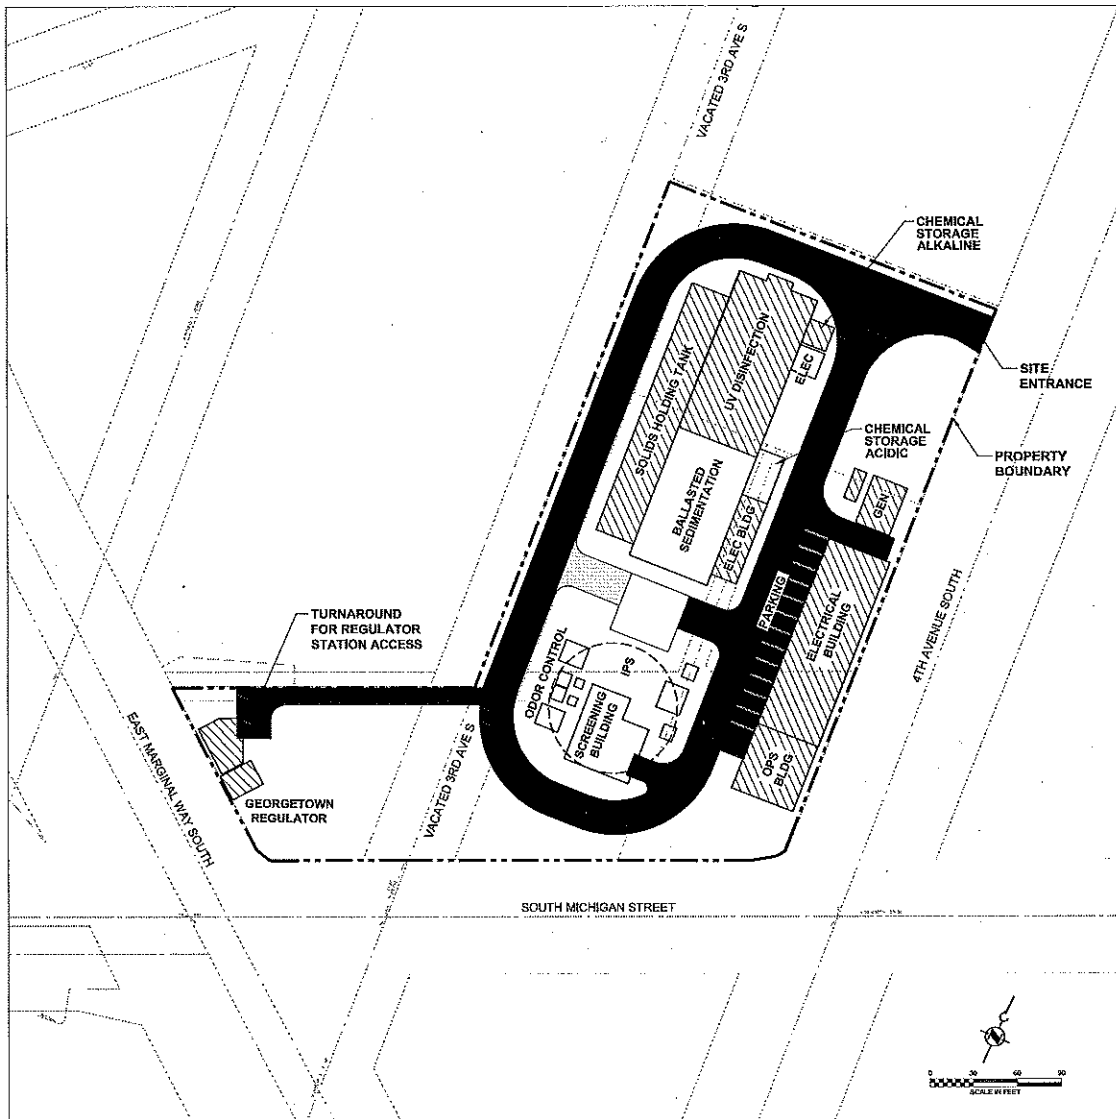 VACATED 3RD AVE S
CHEMICAL
STORAGE
ALKALINE
SITE
ENTRANCE
SOLIDS HOLDING TANK
UV DISINFECTION
ELEC
CHEMICAL
STORAGE
ACIDIC
PROPERTY
BOUNDARY
BALLASTED
SEDIMENTATION
ELEC BLDG
GEN
PARKING
ELECTRICAL
BUILDING
4TH AVENUE SOUTH
TURNAROUND
FOR REGULATOR
STATION ACCESS
ODOR CONTROL
IPS
SCREENING
BUILDING
OPS
BLDG
EAST MARGINAL WAY SOUTH
VACATED 3RD AVE S
GEORGETOWN
REGULATOR
SOUTH MICHIGAN STREET
0 30 60 90
SCALE IN FEET